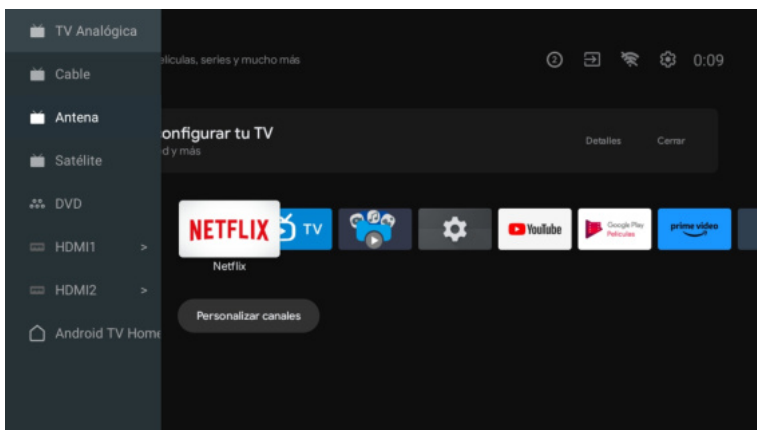 TV Analógica
Cable
Antena
Satélite
DVD
HDMI1 >
HDMI2 >
Android TV Home
elículas, series y mucho más
2
0:09
onfigurar tu TV
d y más
Detalles
Cerrar
NETFLIX
TV
YouTube
Google Play
Películas
prime video
Netflix
Personalizar canales